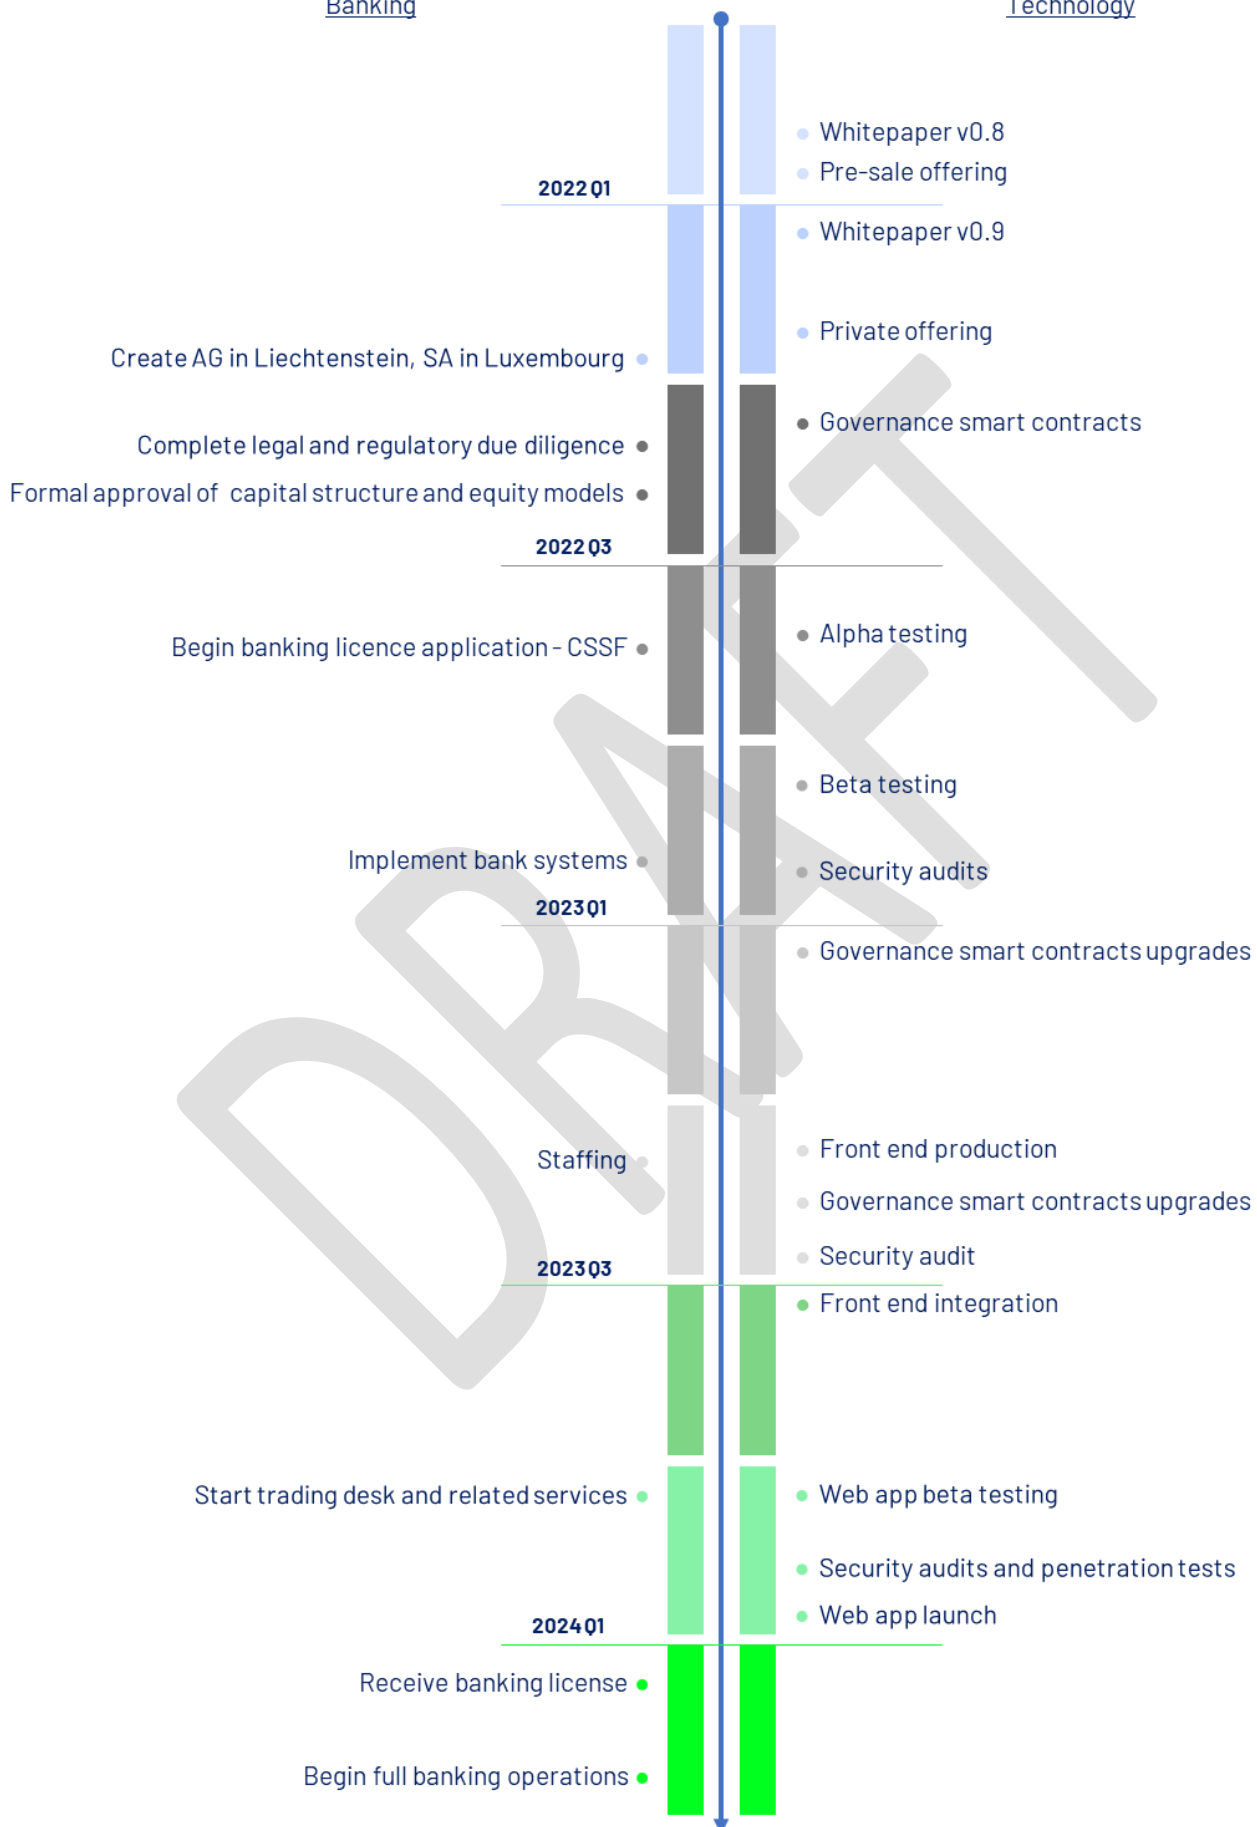 Banking
Technology
Whitepaper v0.8
Pre-sale offering
2022 Q1
Whitepaper v0.9
Private offering
Create AG in Liechtenstein, SA in Luxembourg
Governance smart contracts
Complete legal and regulatory due diligence
Formal approval of capital structure and equity models
2022 Q3
Alpha testing
Begin banking licence application - CSSF
Beta testing
Implement bank systems
Security audits
2023 Q1
Governance smart contracts upgrades
Front end production
Staffing
Governance smart contracts upgrades
Security audit
2023 Q3
Front end integration
Start trading desk and related services
Web app beta testing
Security audits and penetration tests
Web app launch
2024 Q1
Receive banking license
Begin full banking operations
DRAFT